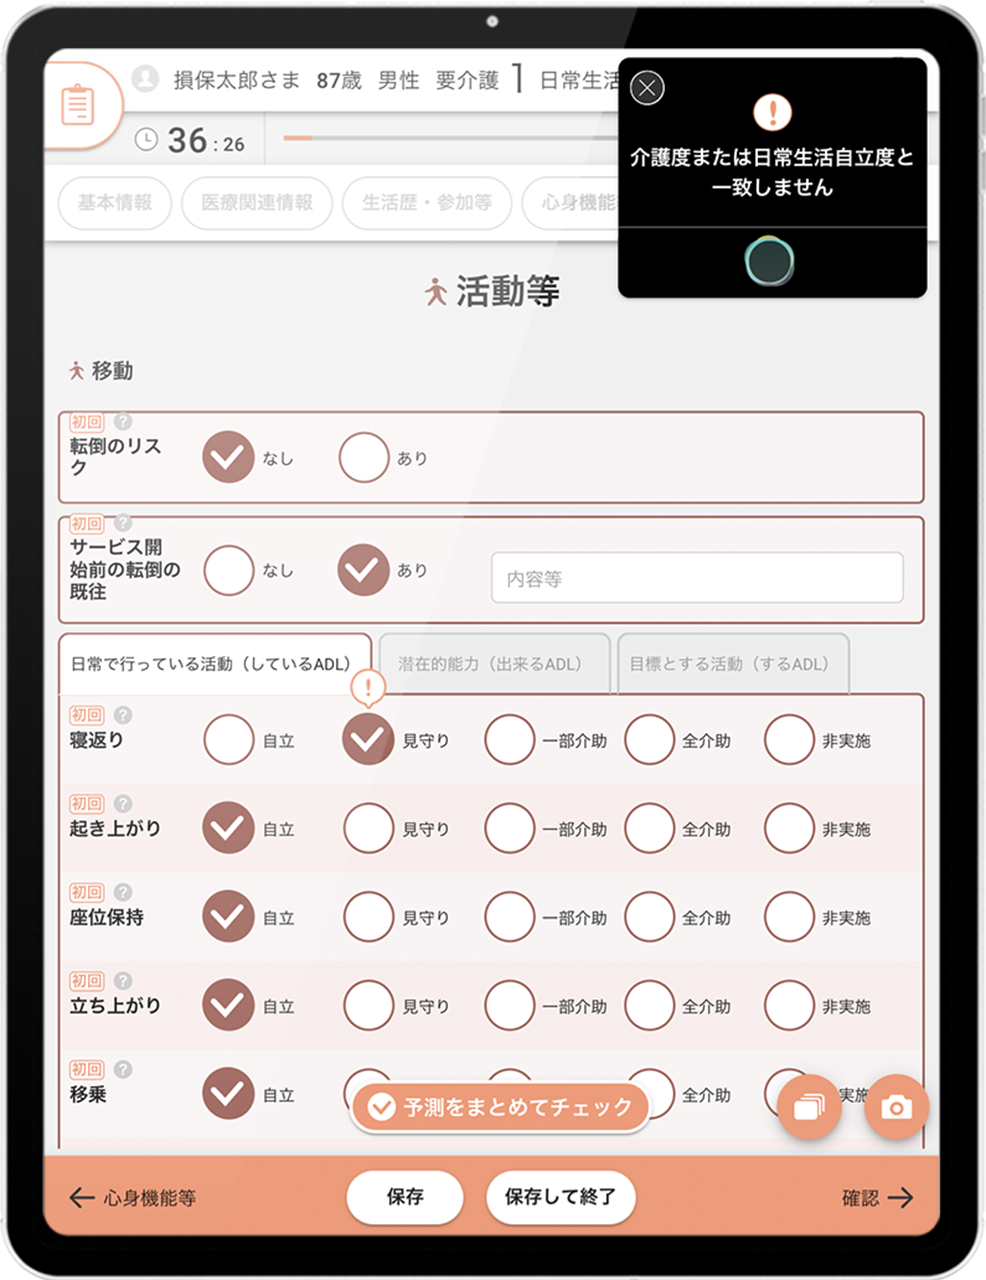 損保太郎さま 87歳 男性 要介護 1 日常生活
36:26
介護度または日常生活自立度と
一致しません
基本情報 医療関連情報 生活歴・参加等 心身機能
活動等
移動
初回 ?
転倒のリス
ク
なし あり
初回 ?
サービス開
始前の転倒の
既往
なし あり 内容等
日常で行っている活動（しているADL） 潜在的能力（出来るADL） 目標とする活動（するADL）
!
初回 ?
寝返り 自立 見守り 一部介助 全介助 非実施
初回 ?
起き上がり 自立 見守り 一部介助 全介助 非実施
初回 ?
座位保持 自立 見守り 一部介助 全介助 非実施
初回 ?
立ち上がり 自立 見守り 一部介助 全介助 非実施
初回 ?
移乗 自立 全介助 実施
予測をまとめてチェック
← 心身機能等 保存 保存して終了 確認 →